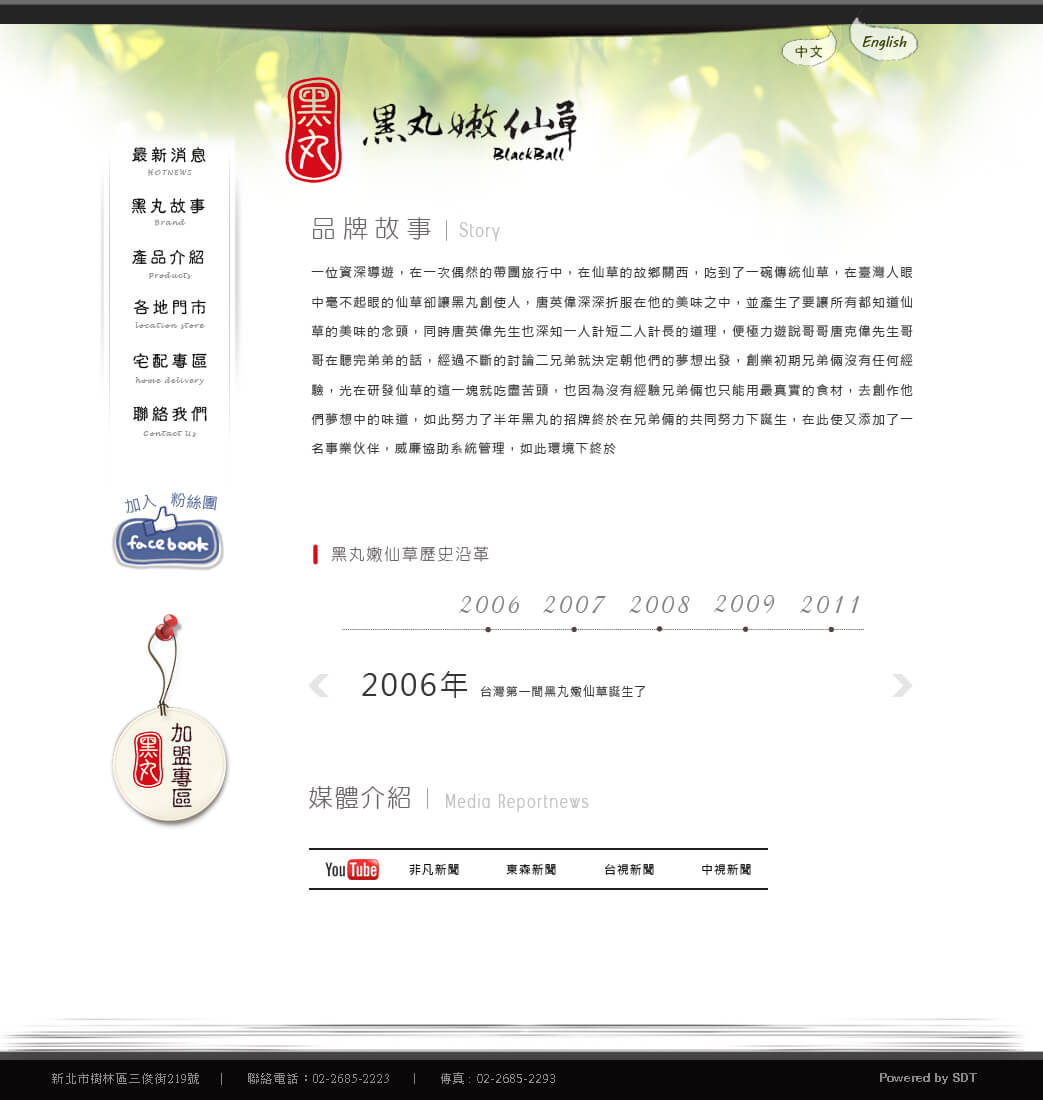 中文
English
黑丸
黑丸嫩仙草
BlackBall
最新消息
HOTNEWS
黑丸故事
Brand
產品介紹
Products
各地門市
location store
宅配專區
home delivery
聯絡我們
Contact Us
加入 粉絲團
facebook
黑丸
加盟專區
品牌故事 | Story
一位資深導遊，在一次偶然的帶團旅行中，在仙草的故鄉關西，吃到了一碗傳統仙草，在臺灣人眼
中毫不起眼的仙草卻讓黑丸創使人，唐英偉深深折服在他的美味之中，並產生了要讓所有都知道仙
草的美味的念頭，同時唐英偉先生也深知一人計短二人計長的道理，便極力遊說哥哥唐克偉先生哥
哥在聽完弟弟的話，經過不斷的討論二兄弟就決定朝他們的夢想出發，創業初期兄弟倆沒有任何經
驗，光在研發仙草的這一塊就吃盡苦頭，也因為沒有經驗兄弟倆也只能用最真實的食材，去創作他
們夢想中的味道，如此努力了半年黑丸的招牌終於在兄弟倆的共同努力下誕生，在此使又添加了一
名事業伙伴，威廉協助系統管理，如此環境下終於
黑丸嫩仙草歷史沿革
2006 2007 2008 2009 2011
2006年 台灣第一間黑丸嫩仙草誕生了
媒體介紹 | Media Reportnews
YouTube 非凡新聞 東森新聞 台視新聞 中視新聞
新北市樹林區三俊街219號 | 聯絡電話：02-2685-2223 | 傳真 : 02-2685-2293
Powered by SDT